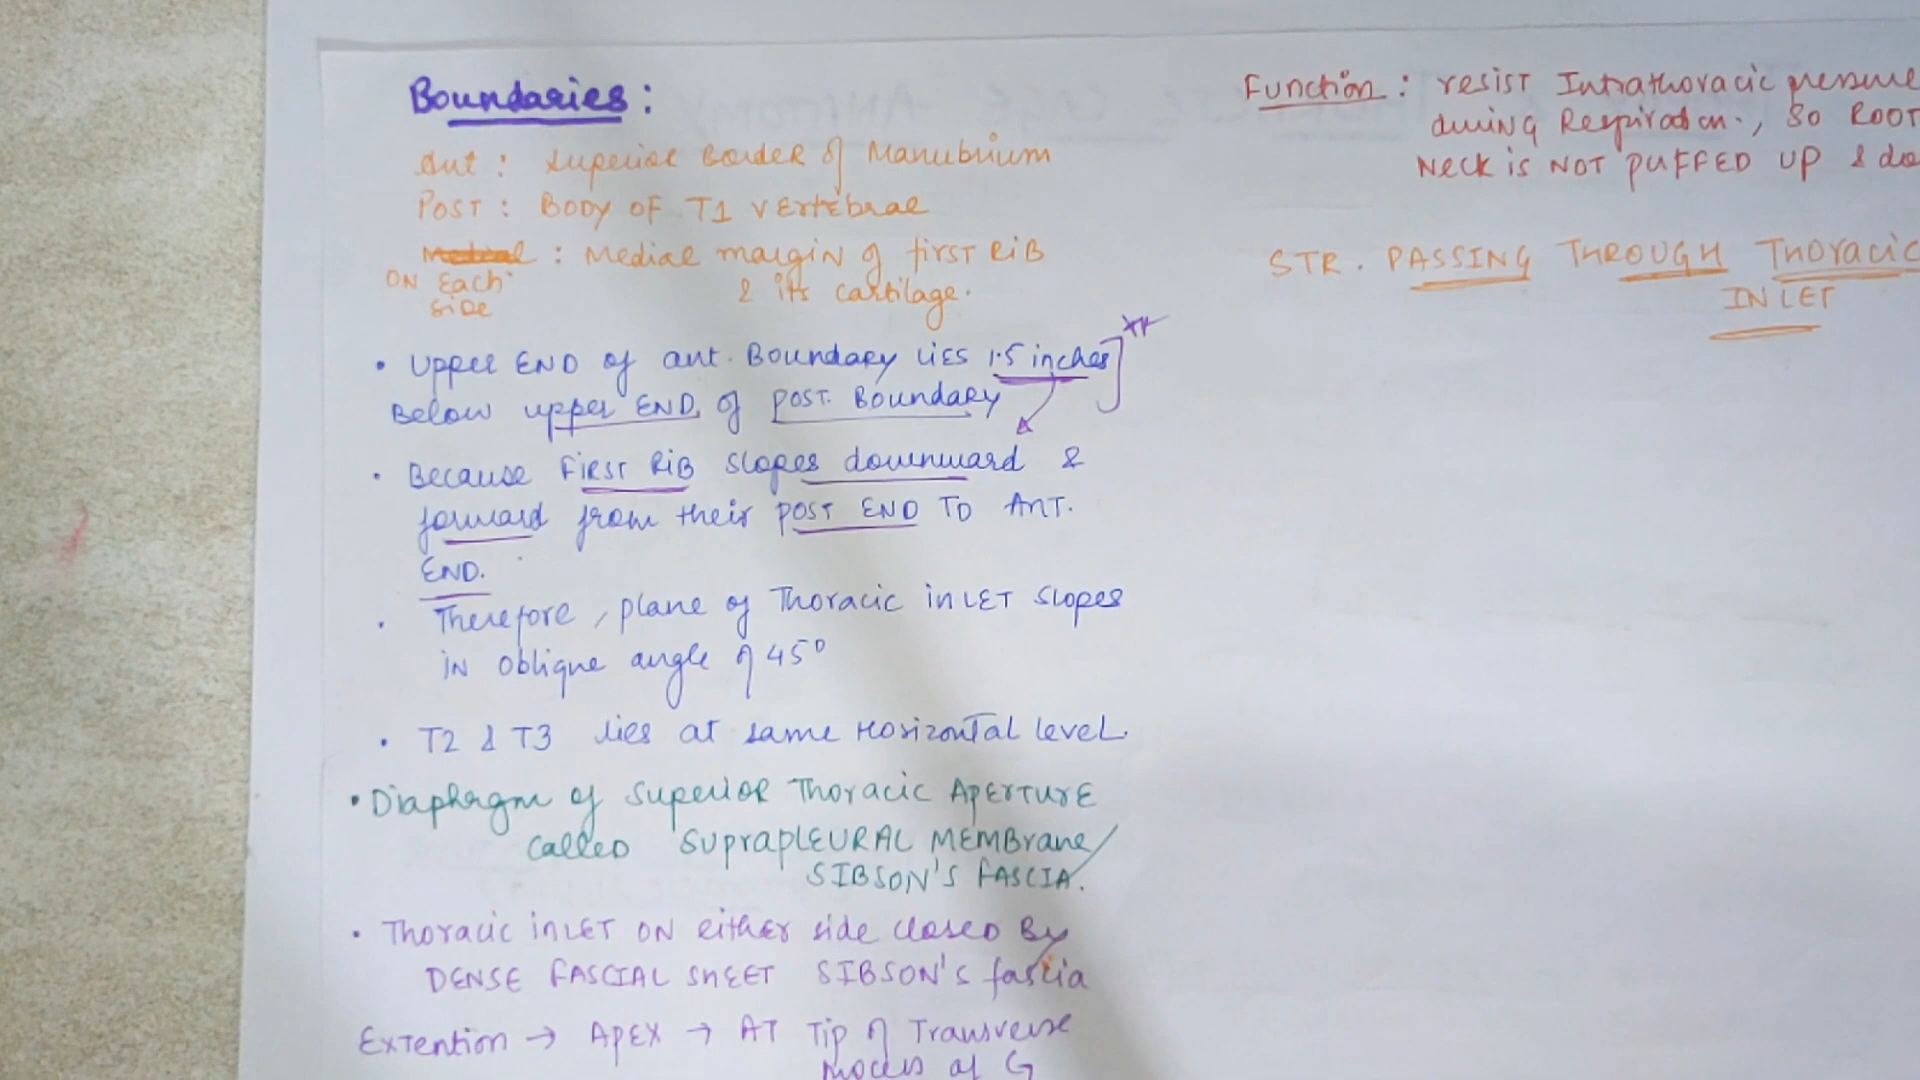 Boundaries:
Ant: Superior Border of Manubrium
Post: Body of T1 vertebrae
: Medial margin of first Rib
ON Each side
& its cartilage.
• Upper END of ant. Boundary lies 1.5 inches
Below upper END of post. Boundary
• Because first Rib slopes downward &
forward from their post END TO ANT.
END.
• Therefore, plane of Thoracic inlet slopes
in oblique angle of 45°
• T2 & T3 lies at same Horizontal level.
• Diaphragm of Superior Thoracic Aperture
called Suprapleural Membrane/
SIBSON'S FASCIA.
• Thoracic inlet on either side closed By
DENSE FASCIAL SHEET SIBSON'S fascia
Extention → Apex → AT Tip of Transverse
process of
Function: resist Intrathoracic pressure
during Respiration, so ROOT
Neck is NOT puffed up &
STR. PASSING THROUGH Thoracic
INLET